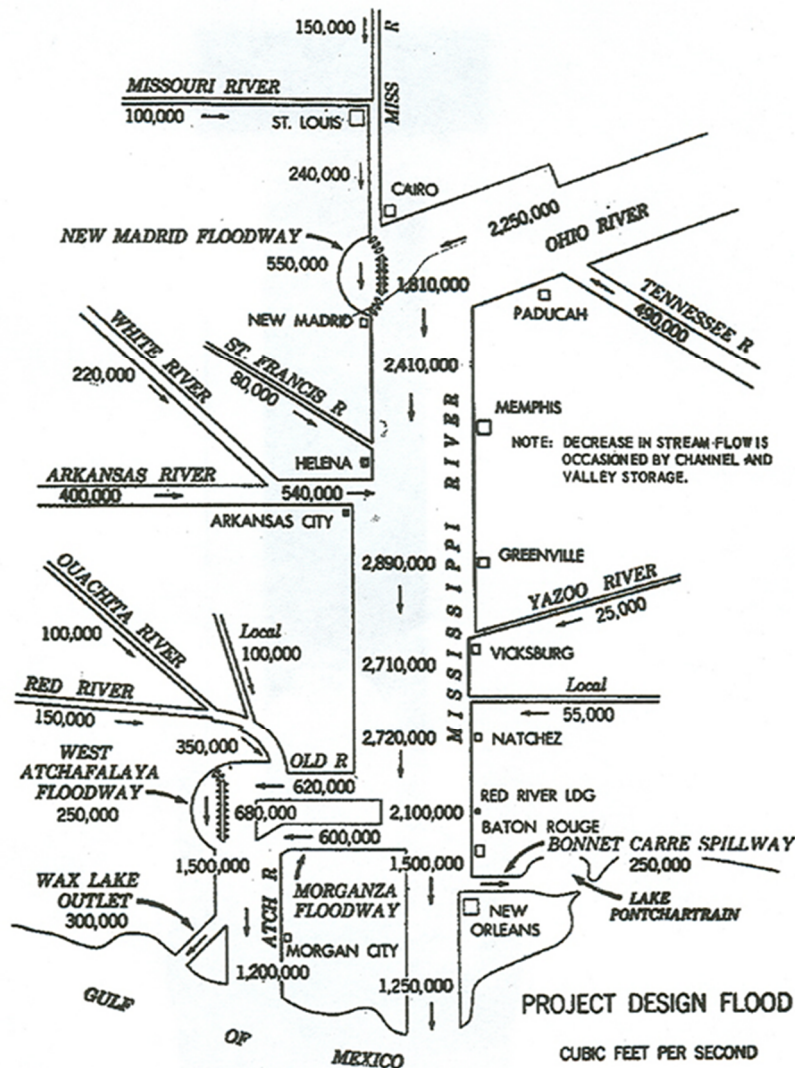 150,000
MISS R
MISSOURI RIVER
100,000
ST. LOUIS
240,000
CAIRO
2,250,000
OHIO RIVER
NEW MADRID FLOODWAY
550,000
1,810,000
NEW MADRID
PADUCAH
TENNESSEE R
490,000
WHITE RIVER
220,000
ST. FRANCIS R
80,000
2,410,000
MEMPHIS
NOTE: DECREASE IN STREAM FLOW IS
OCCASIONED BY CHANNEL AND
VALLEY STORAGE.
HELENA
ARKANSAS RIVER
400,000
540,000
ARKANSAS CITY
MISSISSIPPI RIVER
2,890,000
GREENVILLE
YAZOO RIVER
25,000
OUACHITA RIVER
100,000
Local
100,000
2,710,000
VICKSBURG
RED RIVER
150,000
Local
55,000
350,000
OLD R
2,720,000
NATCHEZ
WEST
ATCHAFALAYA
FLOODWAY
250,000
620,000
680,000
2,100,000
RED RIVER LDG
BATON ROUGE
600,000
BONNET CARRE SPILLWAY
250,000
1,500,000
1,500,000
WAX LAKE
OUTLET
300,000
ATCH R
MORGANZA
FLOODWAY
LAKE
PONTCHARTRAIN
NEW
ORLEANS
MORGAN CITY
1,200,000
1,250,000
GULF
OF
MEXICO
PROJECT DESIGN FLOOD
CUBIC FEET PER SECOND